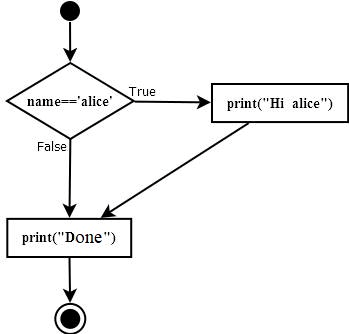 name=='alice'
True
print("Hi alice")
False
print("Done")